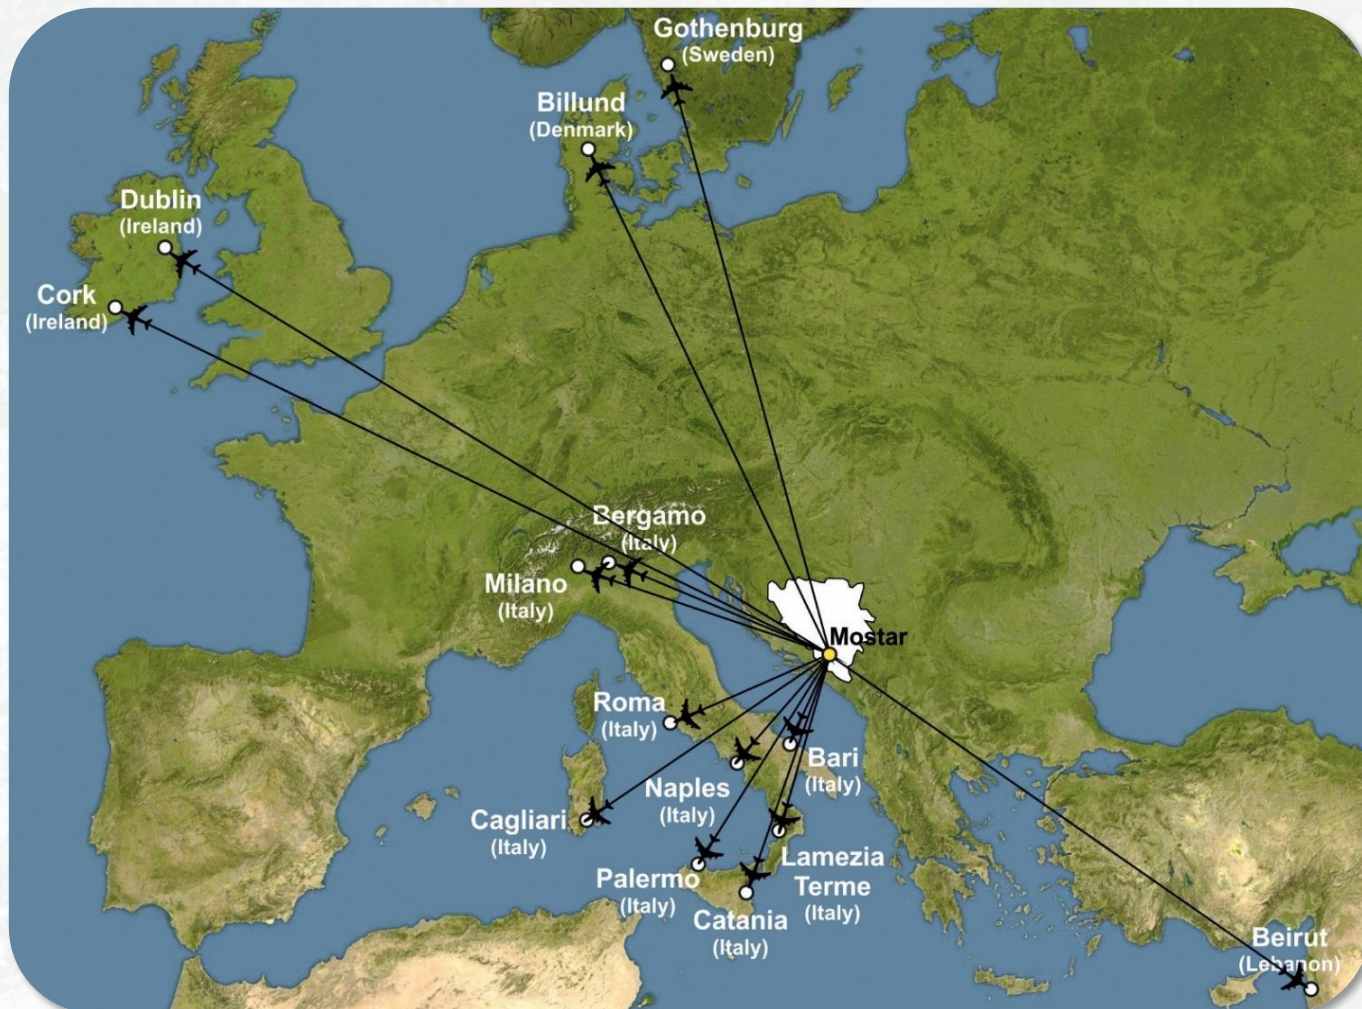 Gothenburg
(Sweden)
Billund
(Denmark)
Dublin
(Ireland)
Cork
(Ireland)
Bergamo
(Italy)
Milano
(Italy)
Mostar
Roma
(Italy)
Bari
(Italy)
Naples
(Italy)
Cagliari
(Italy)
Lamezia
Terme
(Italy)
Palermo
(Italy)
Catania
(Italy)
Beirut
(Lebanon)